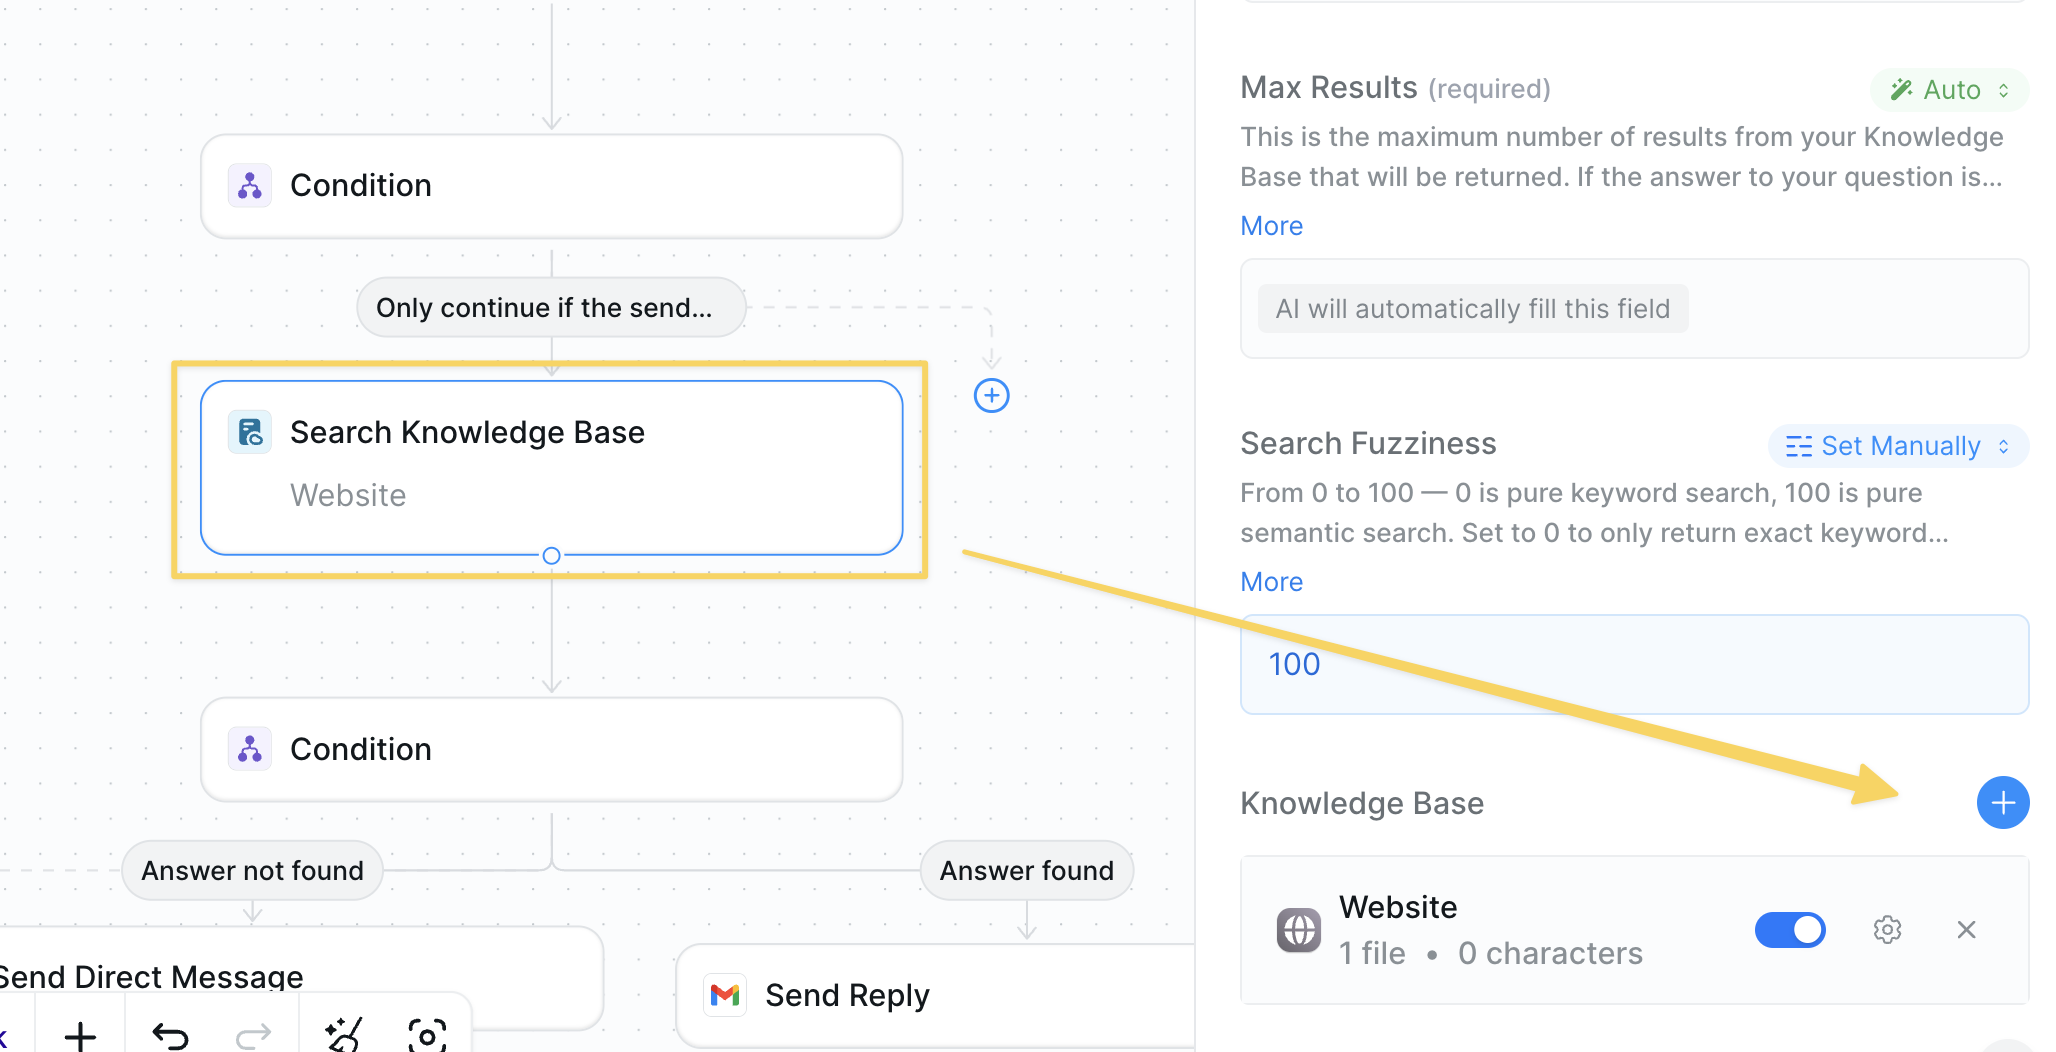 Condition
Only continue if the send...
Search Knowledge Base
Website
Condition
Answer not found
Answer found
Send Direct Message
Send Reply
Max Results (required)
Auto
This is the maximum number of results from your Knowledge
Base that will be returned. If the answer to your question is...
More
AI will automatically fill this field
Search Fuzziness
Set Manually
From 0 to 100 — 0 is pure keyword search, 100 is pure
semantic search. Set to 0 to only return exact keyword...
More
100
Knowledge Base
Website
1 file • 0 characters